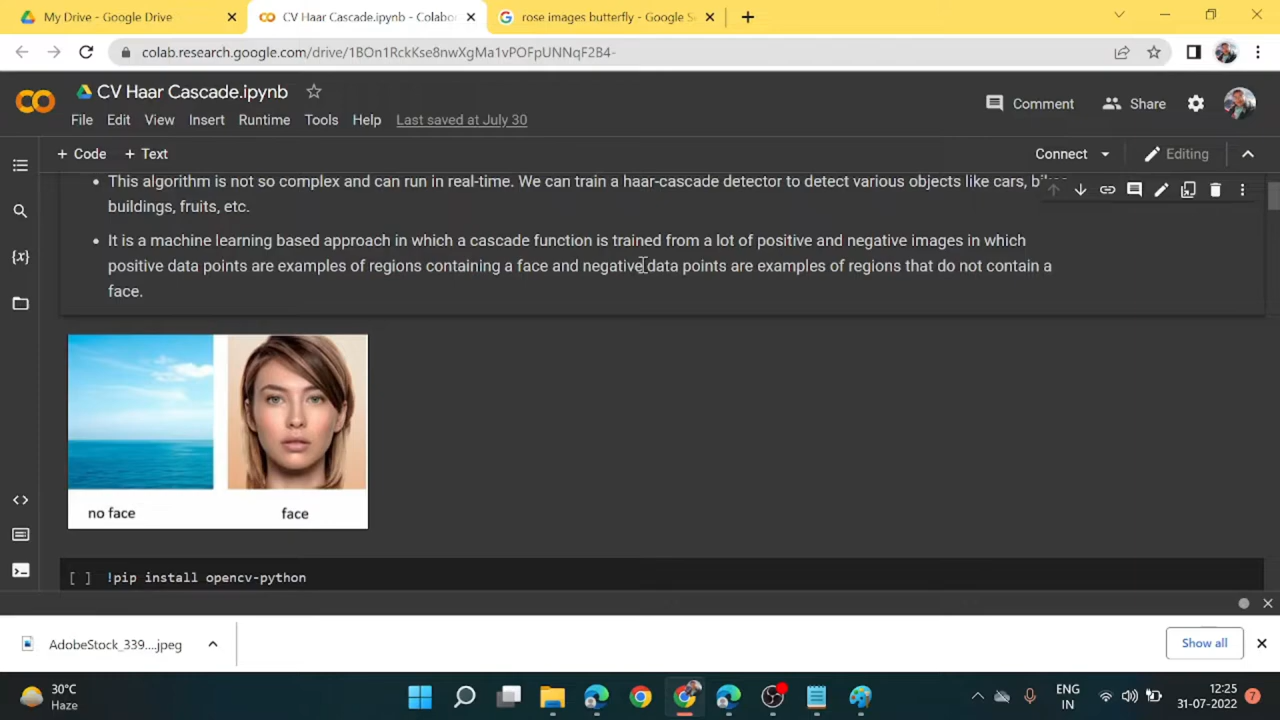 My Drive - Google Drive
CV Haar Cascade.ipynb - Colabo
rose images butterfly - Google Se
colab.research.google.com/drive/1BOn1RckKse8nwXgMa1vPOFpUNNqF2B4-
CV Haar Cascade.ipynb
Comment
Share
File Edit View Insert Runtime Tools Help Last saved at July 30
+ Code + Text
Connect
Editing
• This algorithm is not so complex and can run in real-time. We can train a haar-cascade detector to detect various objects like cars, bikes,
buildings, fruits, etc.
• It is a machine learning based approach in which a cascade function is trained from a lot of positive and negative images in which
positive data points are examples of regions containing a face and negative data points are examples of regions that do not contain a
face.
{x}
no face
face
[ ] !pip install opencv-python
AdobeStock_339....jpeg
Show all
30°C
Haze
ENG
IN
12:25
31-07-2022
7